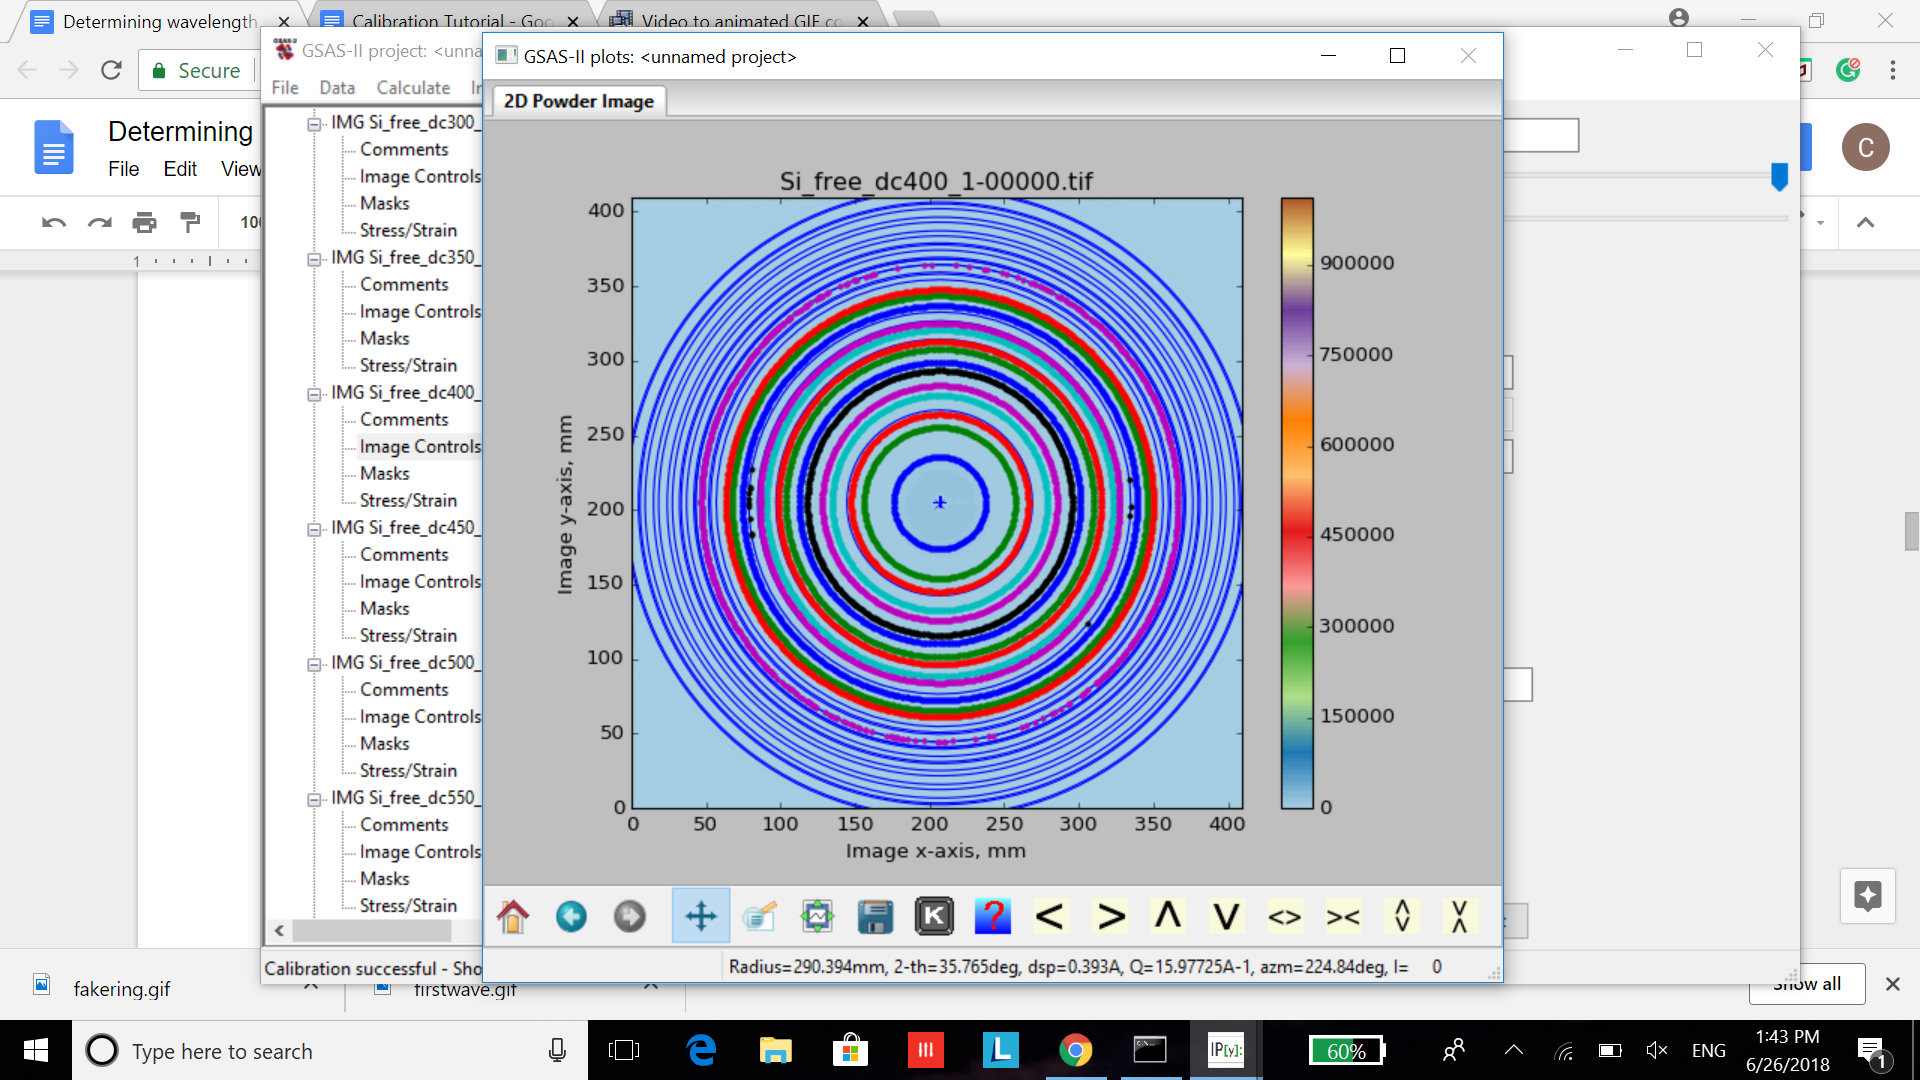 Determining wavelength
Calibration Tutorial - Goo
Video to animated GIF co
GSAS-II project: <unna
GSAS-II plots: <unnamed project>
Secure
File Data Calculate
2D Powder Image
Determining
File Edit View
IMG Si_free_dc300_
Comments
Image Controls
Masks
Stress/Strain
IMG Si_free_dc350_
Comments
Image Controls
Masks
Stress/Strain
IMG Si_free_dc400_
Comments
Image Controls
Masks
Stress/Strain
IMG Si_free_dc450_
Comments
Image Controls
Masks
Stress/Strain
IMG Si_free_dc500_
Comments
Image Controls
Masks
Stress/Strain
IMG Si_free_dc550_
Comments
Image Controls
Masks
Stress/Strain
Calibration successful - Sho
C
10
1
Si_free_dc400_1-00000.tif
400
350
300
250
200
150
100
50
0
Image y-axis, mm
0 50 100 150 200 250 300 350 400
Image x-axis, mm
900000
750000
600000
450000
300000
150000
0
K
?
< > Λ V <> ><
Radius=290.394mm, 2-th=35.765deg, dsp=0.393A, Q=15.97725A-1, azm=224.84deg, I= 0
fakering.gif
firstwave.gif
Show all
Type here to search
L
IP[y]:
60%
ENG
1:43 PM
6/26/2018
1